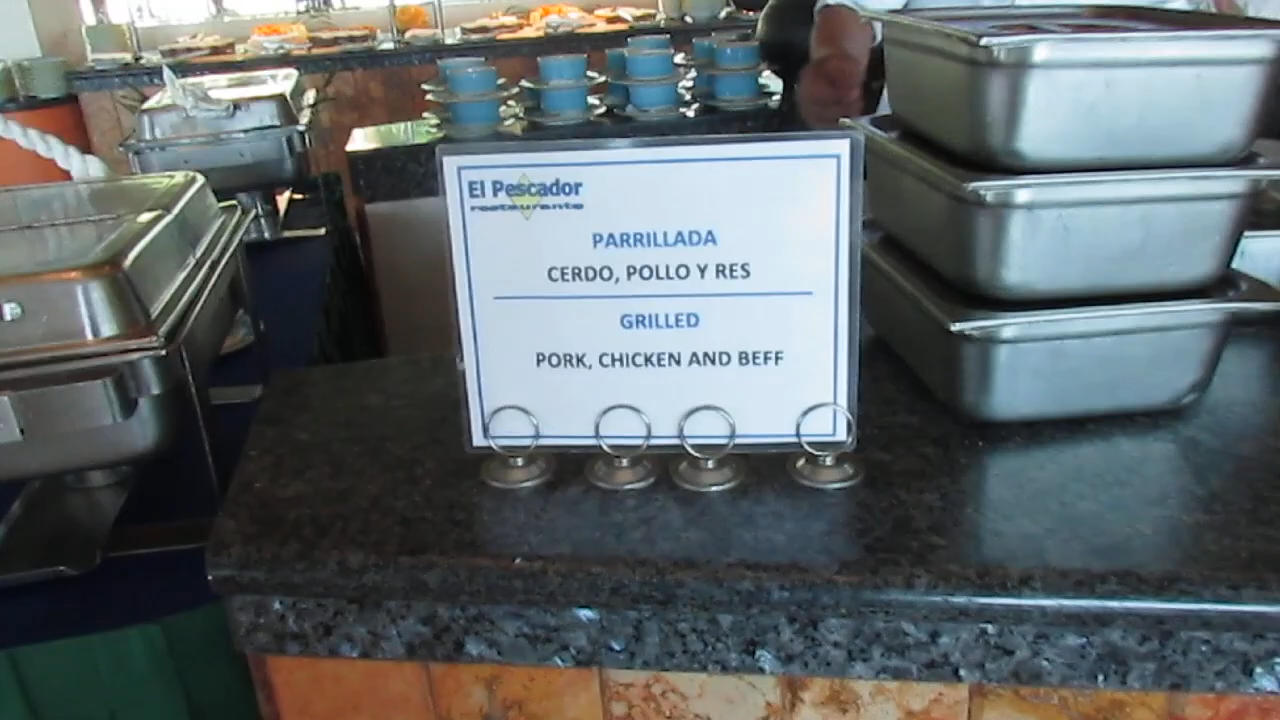 El Pescador
restaurante
PARRILLADA
CERDO, POLLO Y RES
GRILLED
PORK, CHICKEN AND BEFF